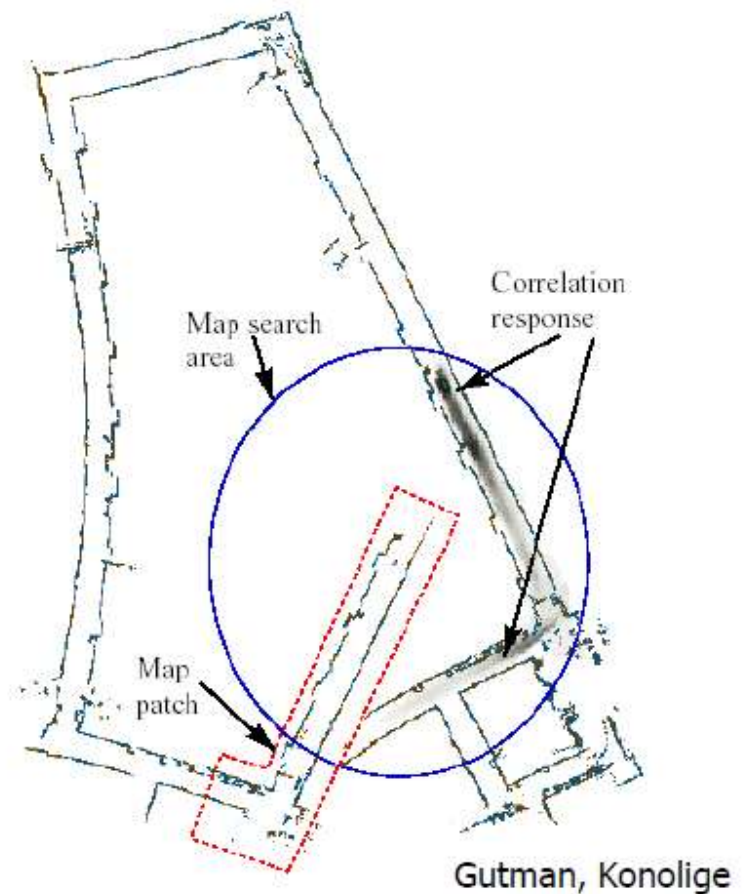 Correlation
response
Map search
area
Map
patch
Gutman, Konolige